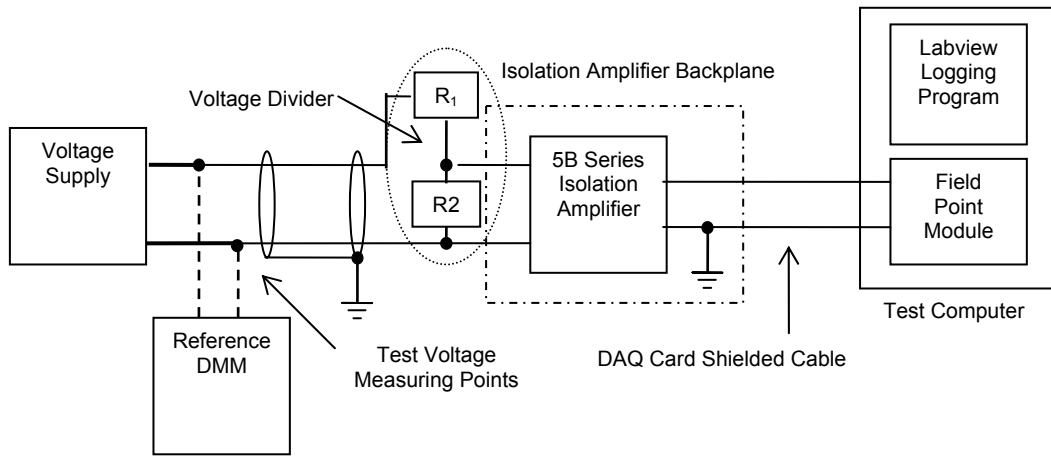 Labview
Logging
Program
Isolation Amplifier Backplane
Voltage Divider
R₁
Voltage
Supply
5B Series
Isolation
Amplifier
Field
Point
Module
R2
Test Computer
Reference
DMM
Test Voltage
Measuring Points
DAQ Card Shielded Cable